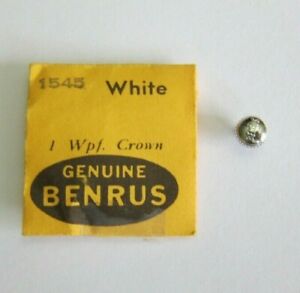 1545 White
1 Wpf. Crown
GENUINE
BENRUS